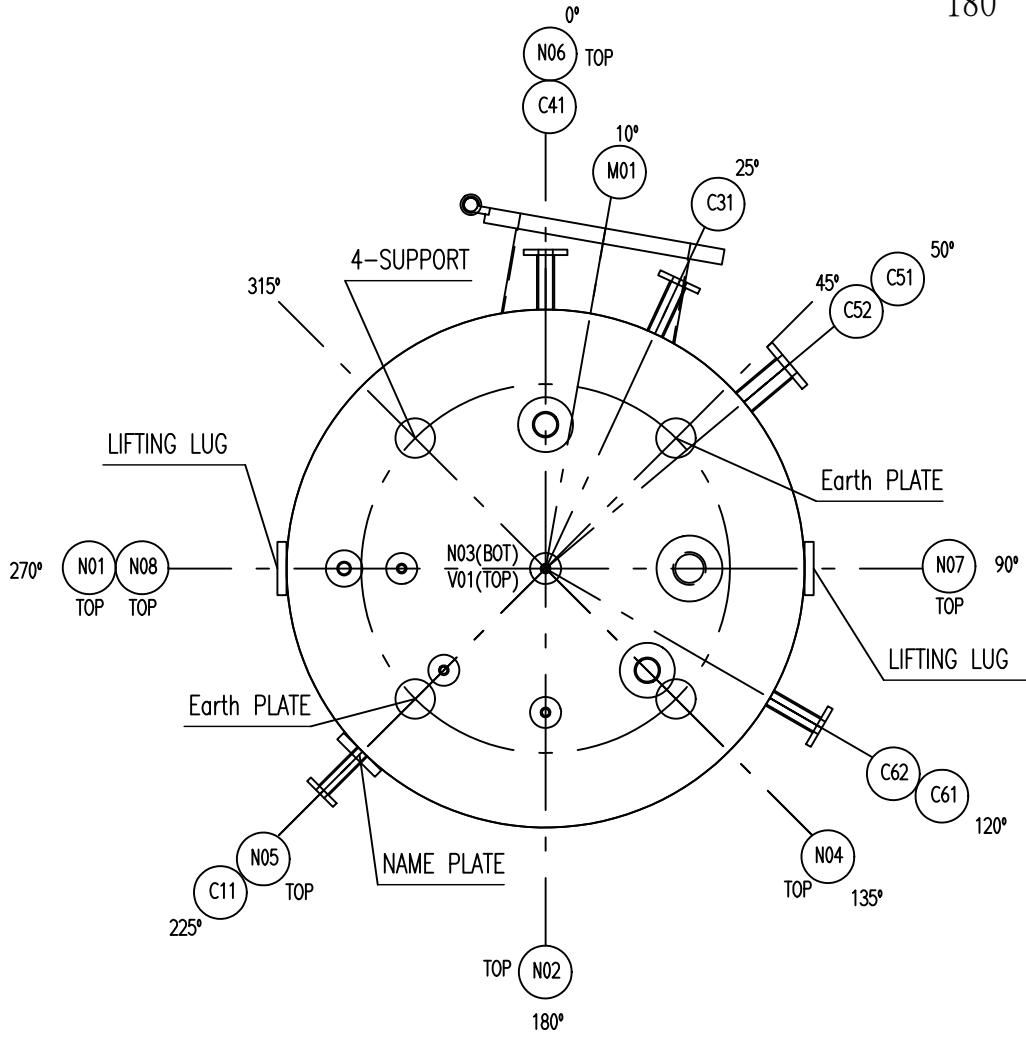 180
0°
N06 TOP
C41
10°
M01
25°
C31
50°
C51
45°
C52
4-SUPPORT
315°
LIFTING LUG
Earth PLATE
270°
N01 N08
TOP TOP
N03(BOT)
V01(TOP)
N07
90°
TOP
LIFTING LUG
Earth PLATE
C62
C61
120°
N05
TOP
C11
225°
NAME PLATE
N04
TOP
135°
TOP N02
180°